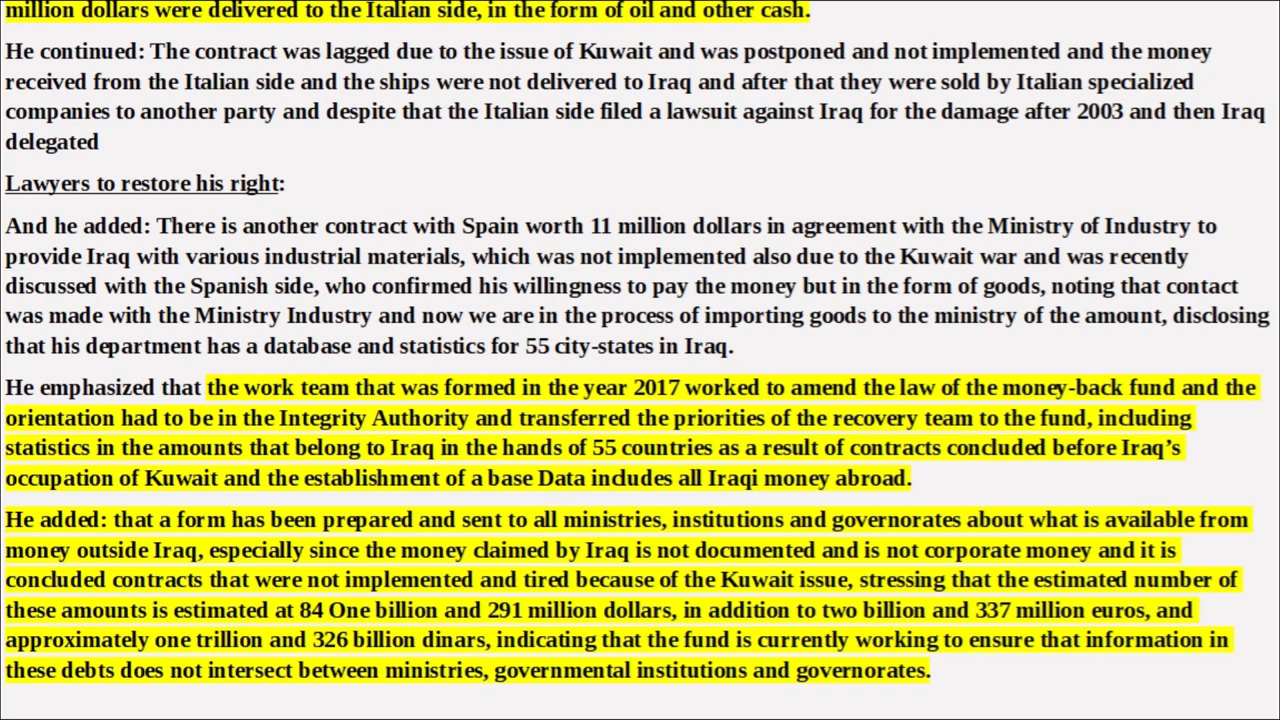 million dollars were delivered to the Italian side, in the form of oil and other cash.
He continued: The contract was lagged due to the issue of Kuwait and was postponed and not implemented and the money
received from the Italian side and the ships were not delivered to Iraq and after that they were sold by Italian specialized
companies to another party and despite that the Italian side filed a lawsuit against Iraq for the damage after 2003 and then Iraq
delegated
Lawyers to restore his right:
And he added: There is another contract with Spain worth 11 million dollars in agreement with the Ministry of Industry to
provide Iraq with various industrial materials, which was not implemented also due to the Kuwait war and was recently
discussed with the Spanish side, who confirmed his willingness to pay the money but in the form of goods, noting that contact
was made with the Ministry Industry and now we are in the process of importing goods to the ministry of the amount, disclosing
that his department has a database and statistics for 55 city-states in Iraq.
He emphasized that the work team that was formed in the year 2017 worked to amend the law of the money-back fund and the
orientation had to be in the Integrity Authority and transferred the priorities of the recovery team to the fund, including
statistics in the amounts that belong to Iraq in the hands of 55 countries as a result of contracts concluded before Iraq’s
occupation of Kuwait and the establishment of a base Data includes all Iraqi money abroad.
He added: that a form has been prepared and sent to all ministries, institutions and governorates about what is available from
money outside Iraq, especially since the money claimed by Iraq is not documented and is not corporate money and it is
concluded contracts that were not implemented and tired because of the Kuwait issue, stressing that the estimated number of
these amounts is estimated at 84 One billion and 291 million dollars, in addition to two billion and 337 million euros, and
approximately one trillion and 326 billion dinars, indicating that the fund is currently working to ensure that information in
these debts does not intersect between ministries, governmental institutions and governorates.